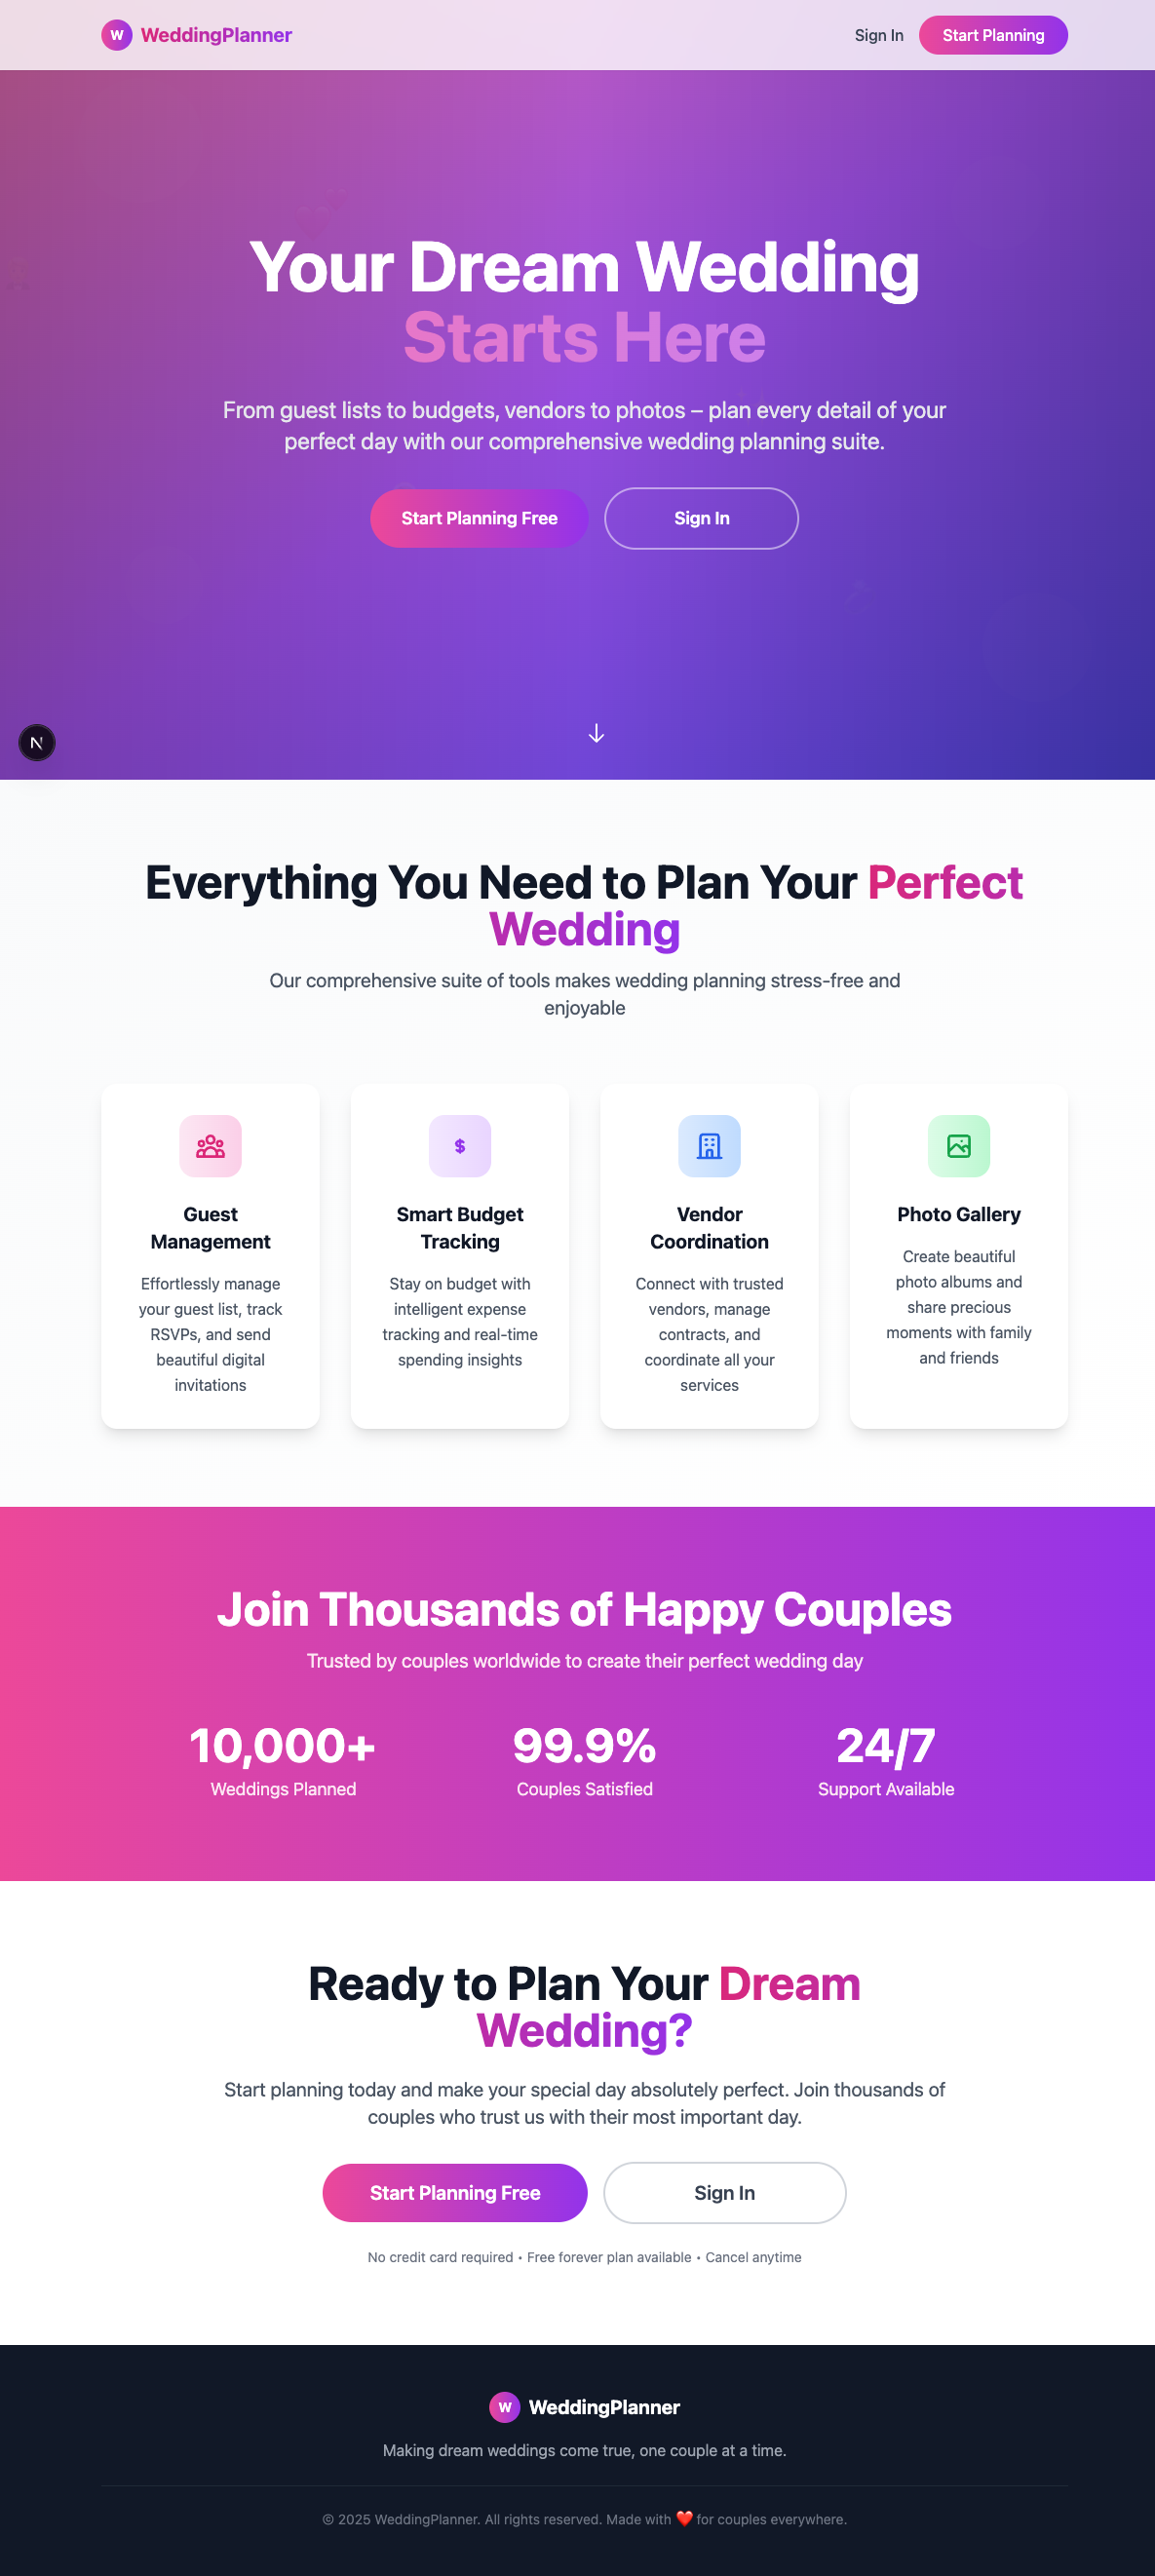 W WeddingPlanner
Sign In
Start Planning
Your Dream Wedding
Starts Here
From guest lists to budgets, vendors to photos – plan every detail of your
perfect day with our comprehensive wedding planning suite.
Start Planning Free
Sign In
N
Everything You Need to Plan Your Perfect
Wedding
Our comprehensive suite of tools makes wedding planning stress-free and
enjoyable
Guest
Management
Effortlessly manage
your guest list, track
RSVPs, and send
beautiful digital
invitations
$
Smart Budget
Tracking
Stay on budget with
intelligent expense
tracking and real-time
spending insights
Vendor
Coordination
Connect with trusted
vendors, manage
contracts, and
coordinate all your
services
Photo Gallery
Create beautiful
photo albums and
share precious
moments with family
and friends
Join Thousands of Happy Couples
Trusted by couples worldwide to create their perfect wedding day
10,000+
Weddings Planned
99.9%
Couples Satisfied
24/7
Support Available
Ready to Plan Your Dream
Wedding?
Start planning today and make your special day absolutely perfect. Join thousands of
couples who trust us with their most important day.
Start Planning Free
Sign In
No credit card required • Free forever plan available • Cancel anytime
W WeddingPlanner
Making dream weddings come true, one couple at a time.
© 2025 WeddingPlanner. All rights reserved. Made with ❤️ for couples everywhere.